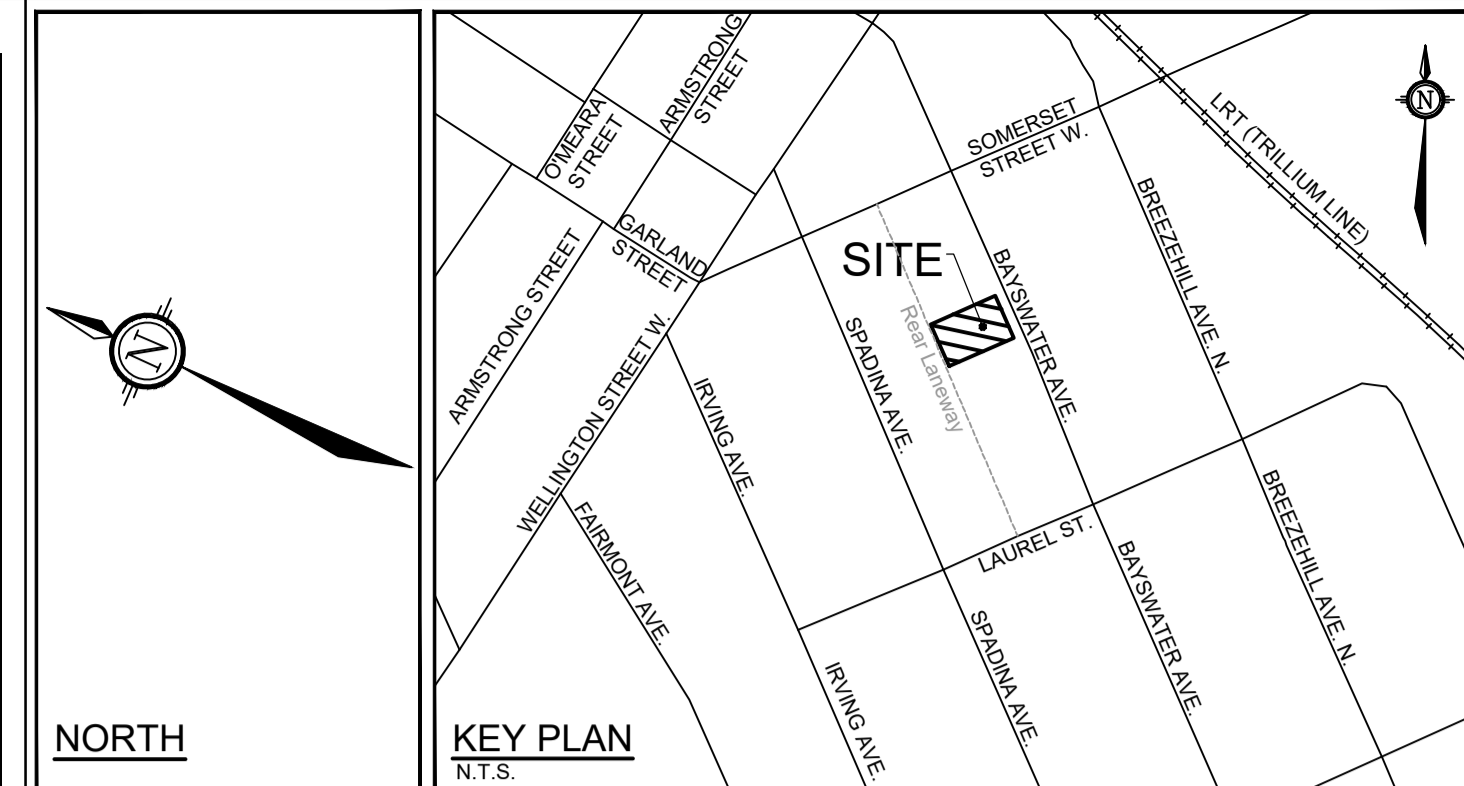 N
NORTH
ARMSTRONG
STREET
O'MEARA
STREET
GARLAND
STREET
ARMSTRONG STREET
WELLINGTON STREET W.
SOMERSET
STREET W.
LRT (TRILLIUM LINE)
N
SITE
Rear Laneway
SPADINA AVE.
BAYSWATER AVE.
BREEZEHILL AVE. N.
IRVING AVE.
FAIRMONT AVE.
LAUREL ST.
IRVING AVE.
SPADINA AVE.
BAYSWATER AVE.
BREEZEHILL AVE. N.
KEY PLAN
N.T.S.